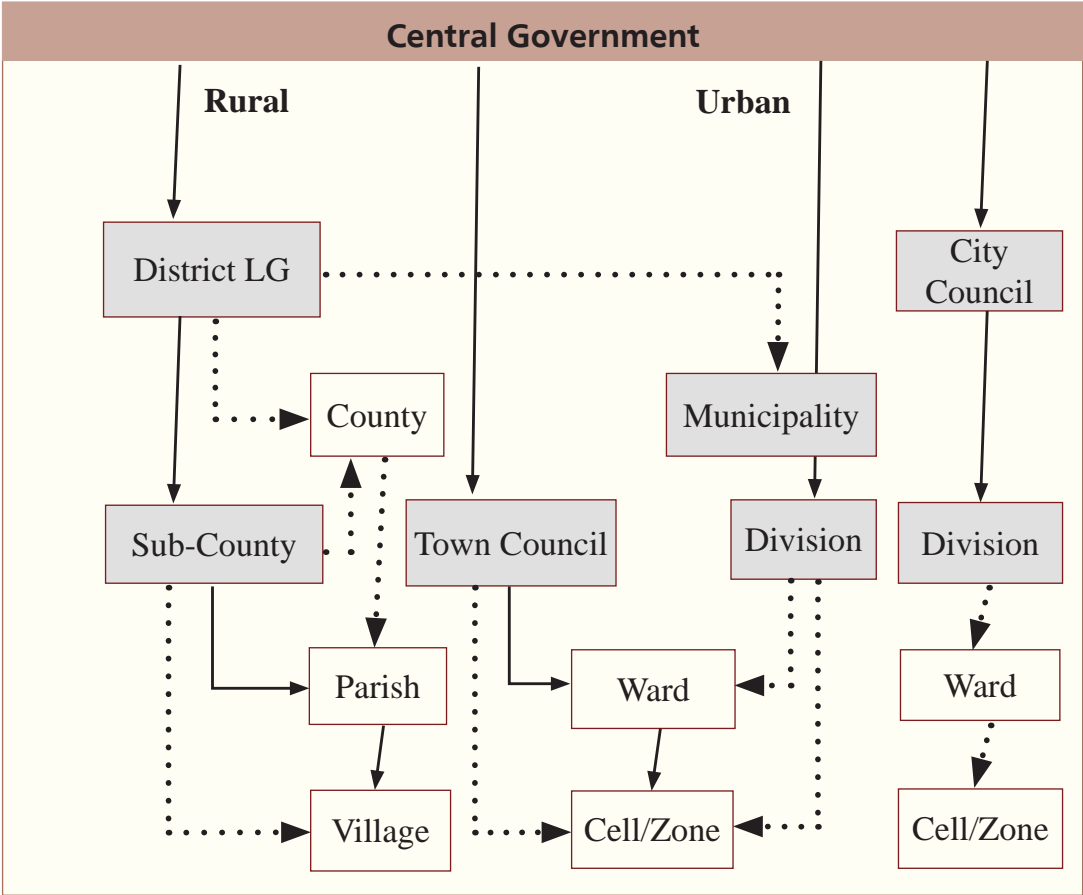 Central Government
Rural
Urban
District LG
City
Council
County
Municipality
Sub-County
Town Council
Division
Division
Parish
Ward
Ward
Village
Cell/Zone
Cell/Zone